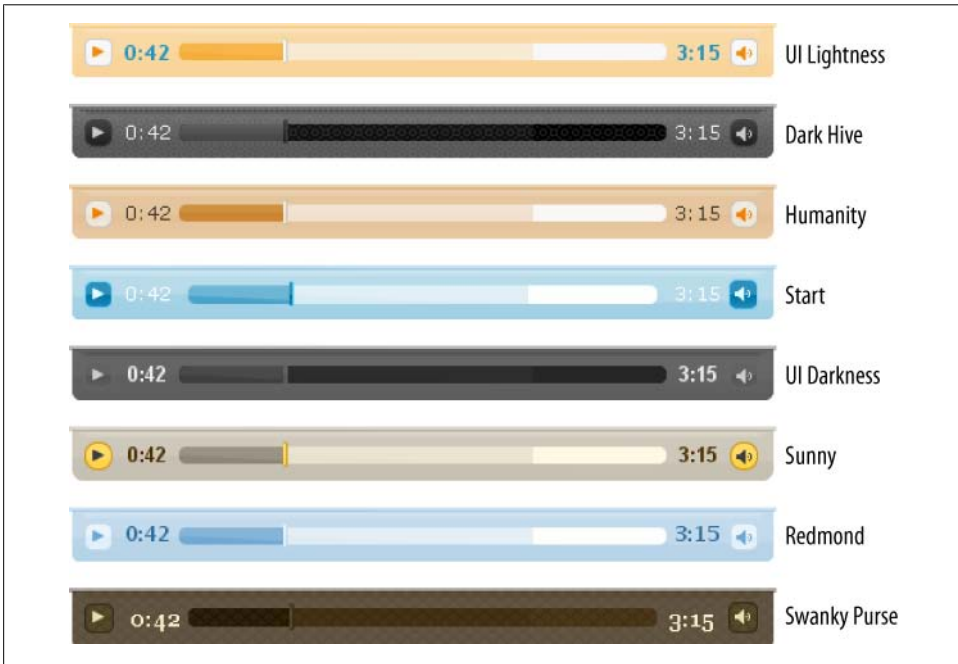 0:42 3:15 UI Lightness
0:42 3:15 Dark Hive
0:42 3:15 Humanity
0:42 3:15 Start
0:42 3:15 UI Darkness
0:42 3:15 Sunny
0:42 3:15 Redmond
0:42 3:15 Swanky Purse